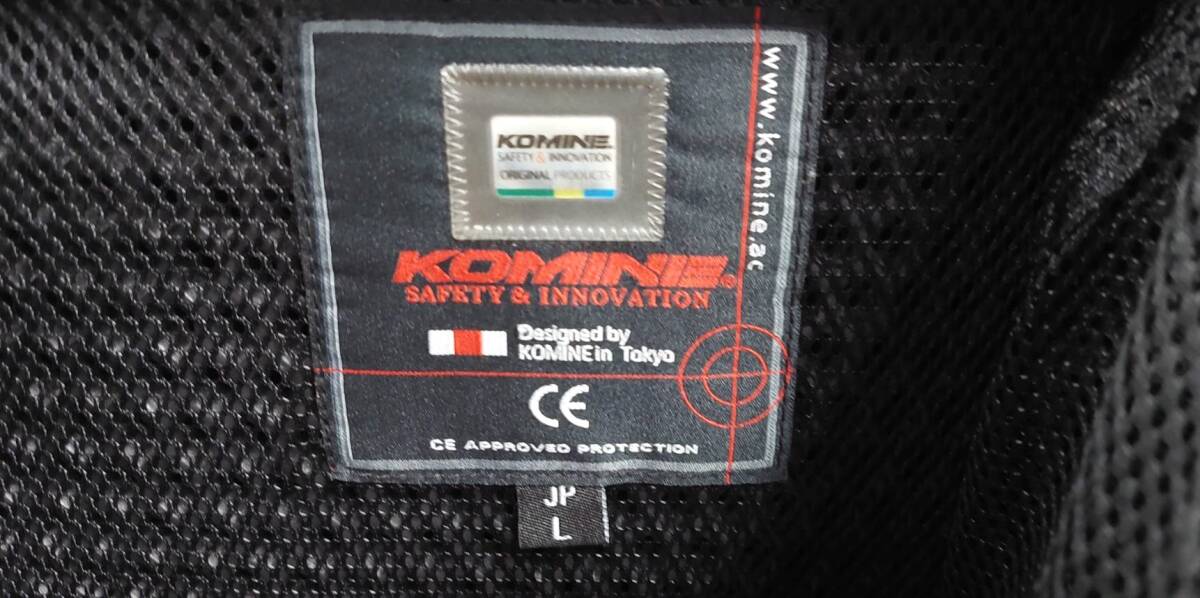 KOMINE
SAFETY & INNOVATION
ORIGINAL PRODUCTS
www.komine.ac
KOMINE®
SAFETY & INNOVATION
Designed by
KOMINE in Tokyo
CE
CE APPROVED PROTECTION
JP
L